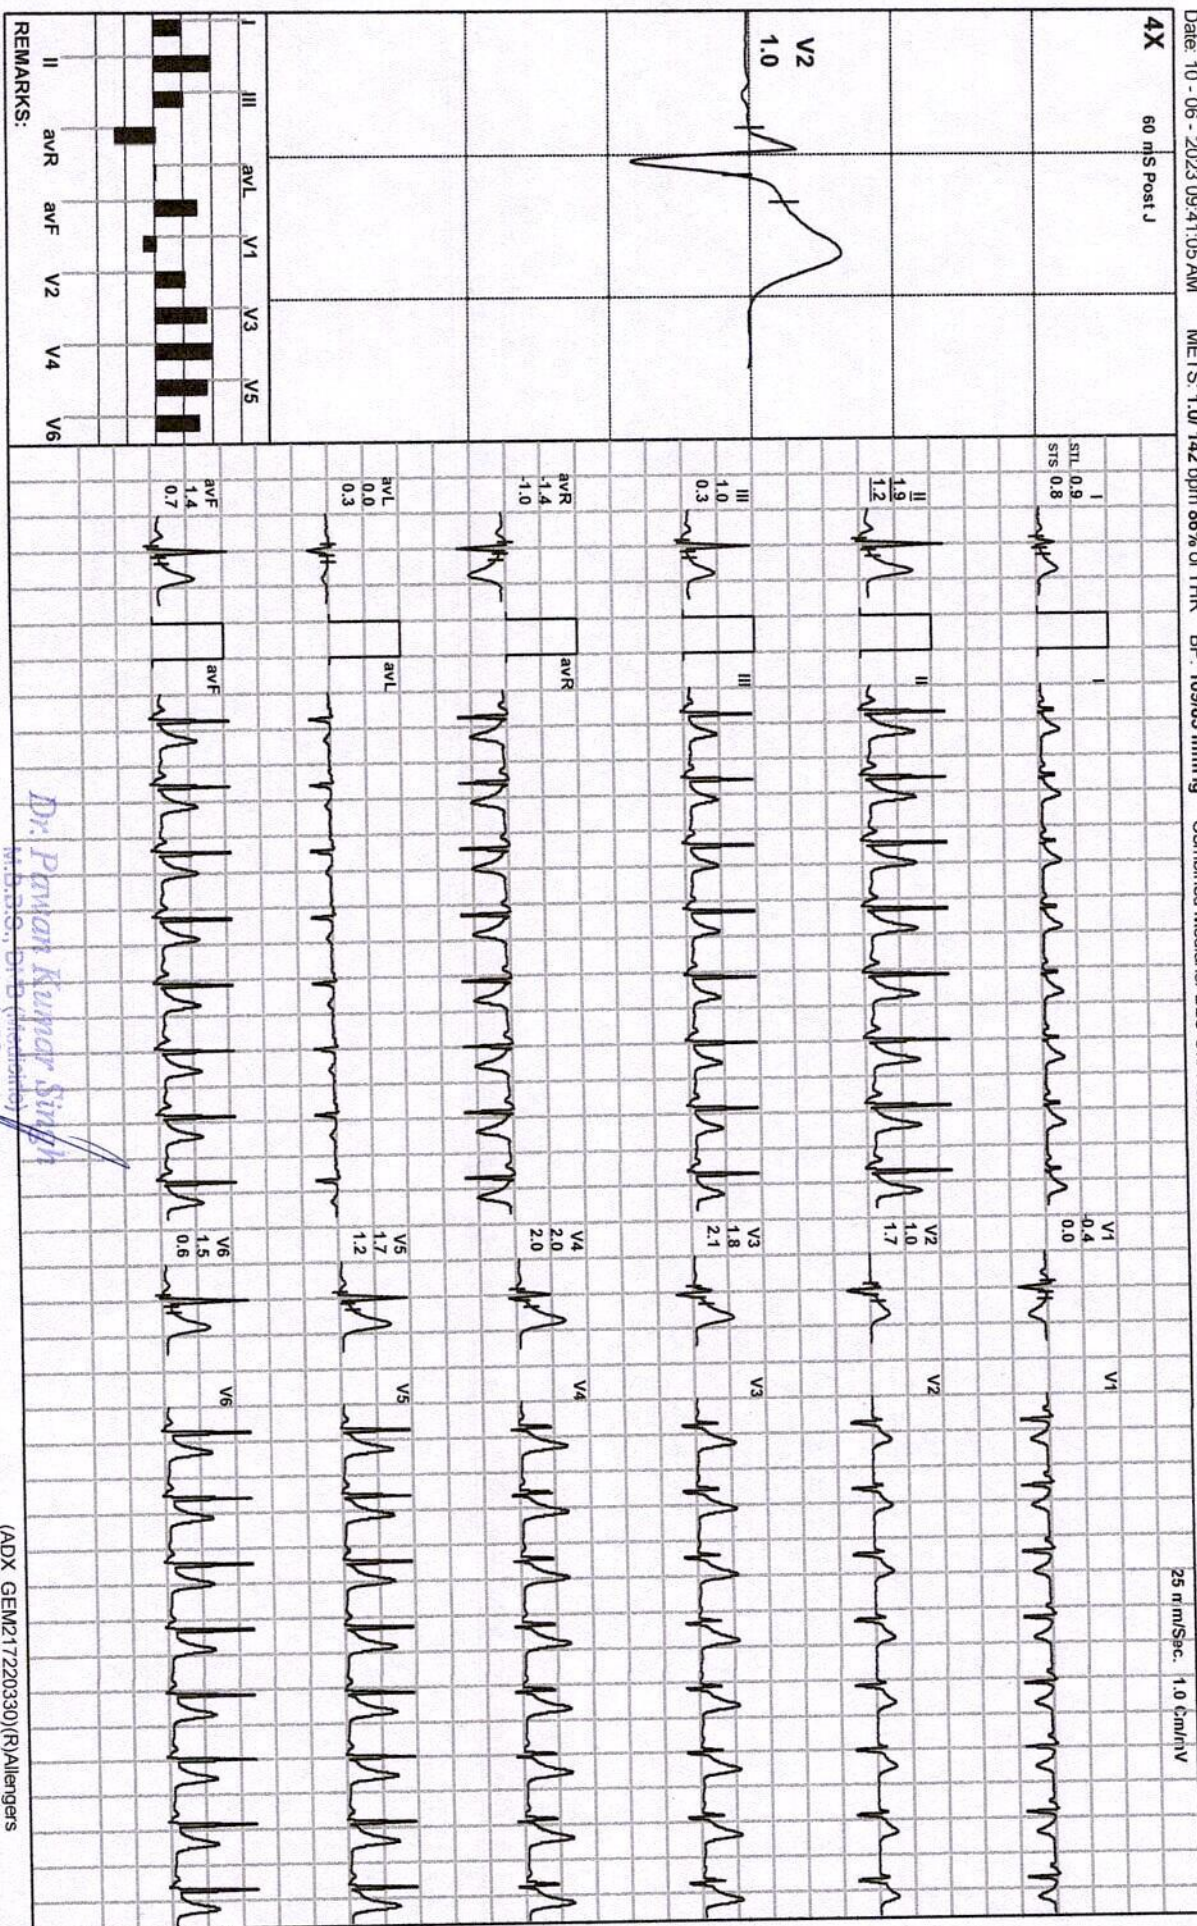 Date: 10 - 06 - 2023 09:41:05 AM METS: 1.0/ 142 bpm 86% of THR BP:
4X
60 mS Post J
25 mm/Sec. 1.0 Cm/mV
V2
1.0
I
STL 0.9
STS 0.8
I
II
1.9
1.2
II
III
1.0
0.3
III
avR
-1.4
-1.0
avR
avL
0.0
0.3
avL
avF
1.4
0.7
avF
V1
-0.4
0.0
V1
V2
1.0
1.7
V2
V3
1.8
2.1
V3
V4
2.0
2.0
V4
V5
1.7
1.2
V5
V6
1.5
0.6
V6
I III avL V1 V3 V5
II avR avF V2 V4 V6
REMARKS:
Dr. Pawan Kumar Singh
M.B.B.S., DNB (Medicine)
(ADX_GEM217220330)(R)Allengers